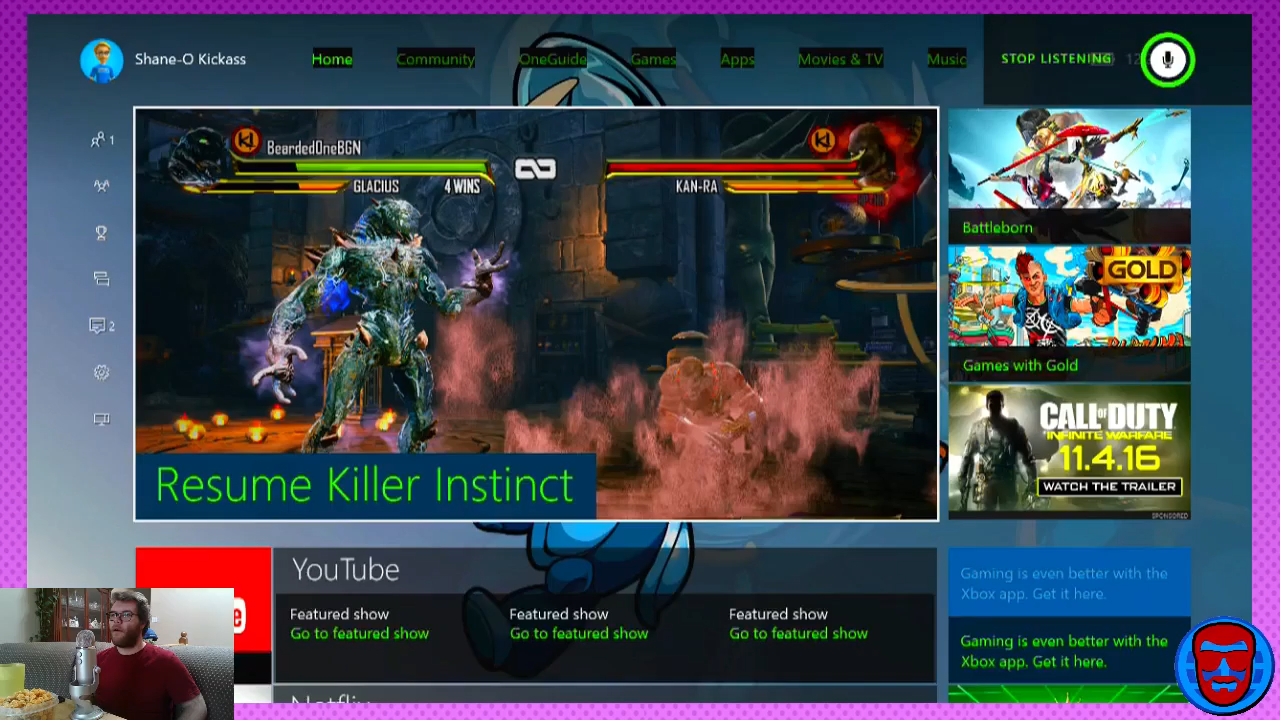 Shane-O Kickass
Home
Community
OneGuide
Games
Apps
Movies & TV
Music
STOP LISTENING
12
1
2
BeardedOneBGN
GLACIUS
4 WINS
KAN-RA
Resume Killer Instinct
Battleborn
GOLD
Games with Gold
CALL OF DUTY
INFINITE WARFARE
11.4.16
WATCH THE TRAILER
SPONSORED
YouTube
Featured show
Go to featured show
Featured show
Go to featured show
Featured show
Go to featured show
Gaming is even better with the
Xbox app. Get it here.
Gaming is even better with the
Xbox app. Get it here.
Netflix